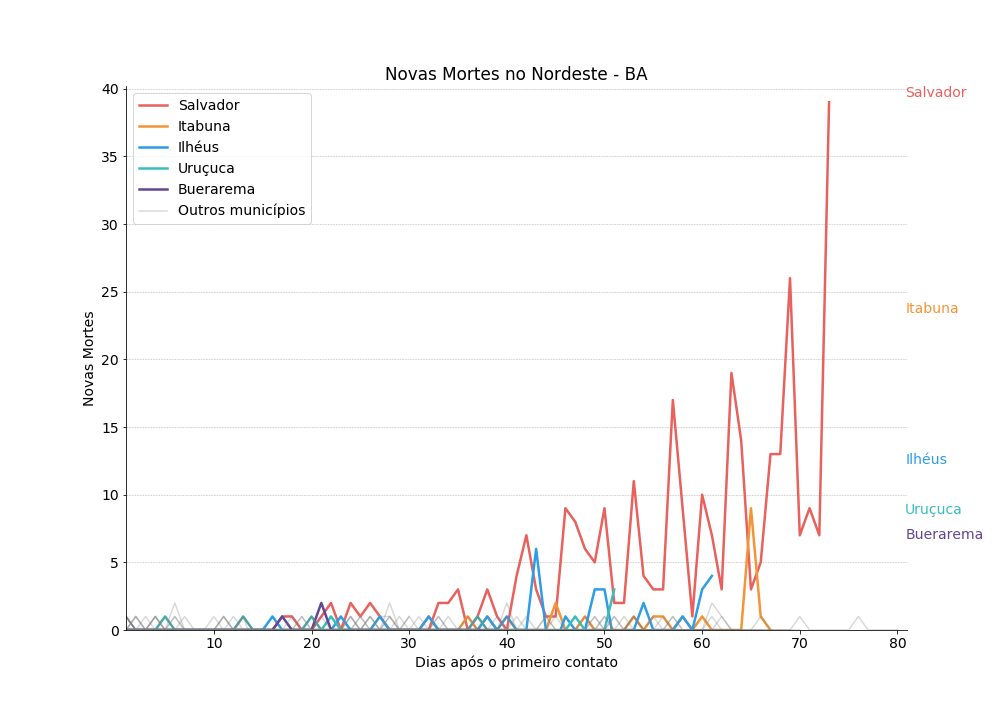 Novas Mortes no Nordeste - BA
Salvador
Itabuna
Ilhéus
Uruçuca
Buerarema
Outros municípios
40
35
30
25
20
15
10
5
0
Novas Mortes
10
20
30
40
50
60
70
80
Dias após o primeiro contato
Salvador
Itabuna
Ilhéus
Uruçuca
Buerarema